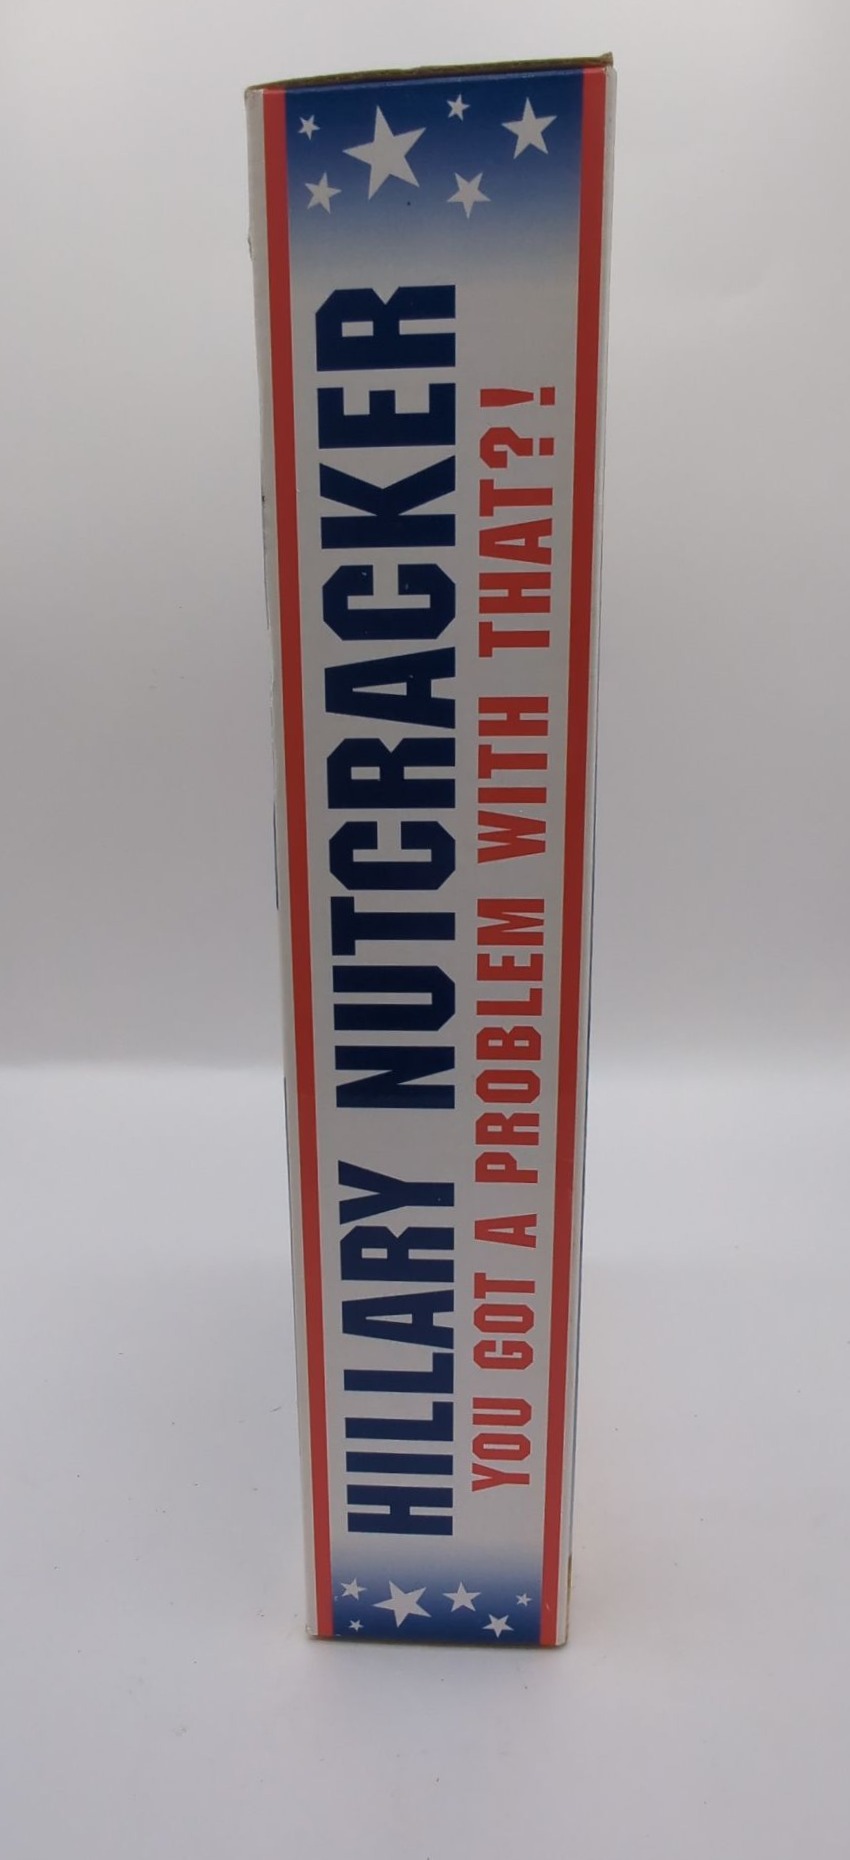 HILLARY NUTCRACKER
YOU GOT A PROBLEM WITH THAT?!